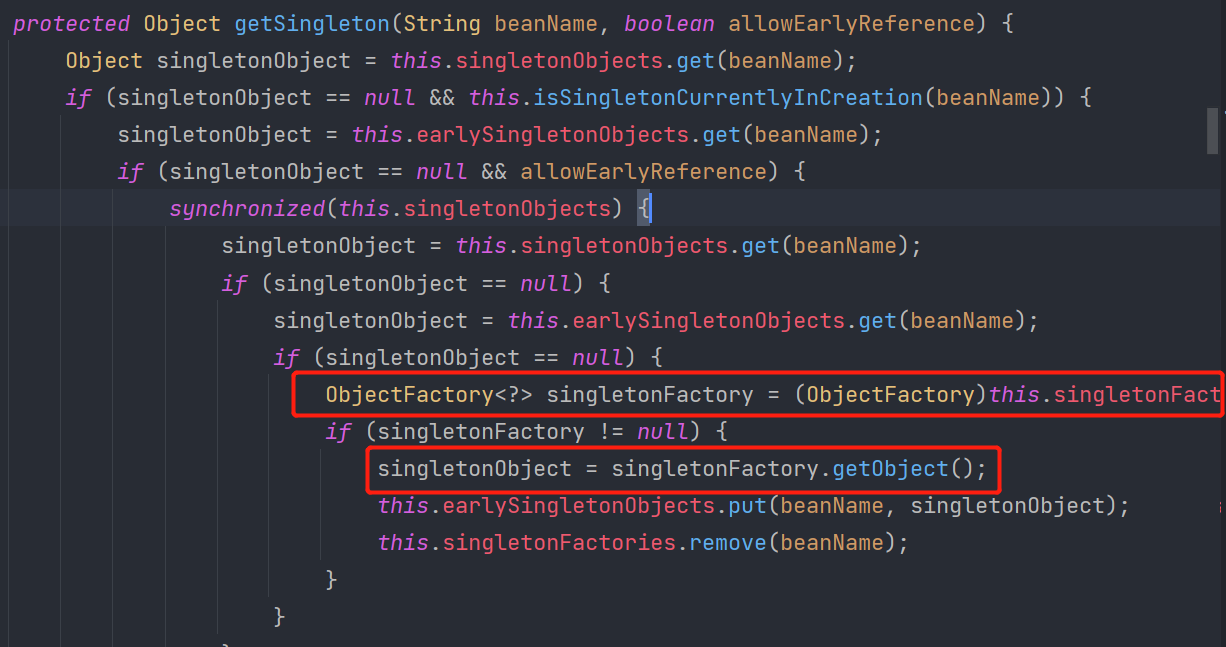 protected Object getSingleton(String beanName, boolean allowEarlyReference) {
Object singletonObject = this.singletonObjects.get(beanName);
if (singletonObject == null && this.isSingletonCurrentlyInCreation(beanName)) {
singletonObject = this.earlySingletonObjects.get(beanName);
if (singletonObject == null && allowEarlyReference) {
synchronized(this.singletonObjects) {
singletonObject = this.singletonObjects.get(beanName);
if (singletonObject == null) {
singletonObject = this.earlySingletonObjects.get(beanName);
if (singletonObject == null) {
ObjectFactory<?> singletonFactory = (ObjectFactory)this.singletonFact
if (singletonFactory != null) {
singletonObject = singletonFactory.getObject();
this.earlySingletonObjects.put(beanName, singletonObject);
this.singletonFactories.remove(beanName);
}
}